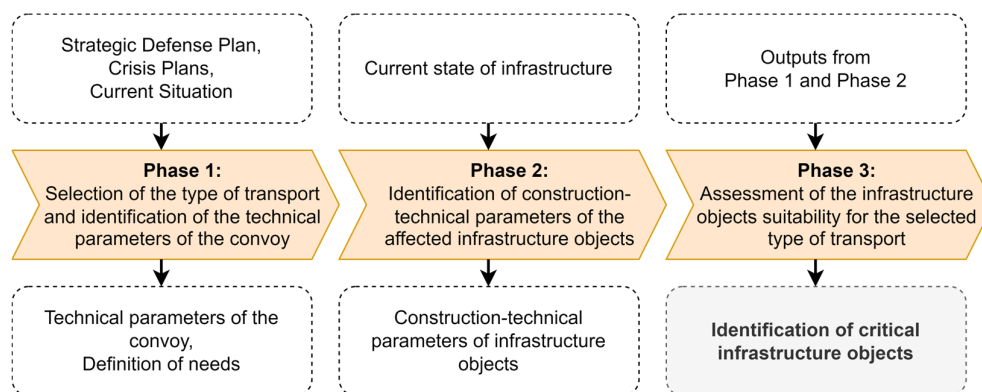 Strategic Defense Plan,
Crisis Plans,
Current Situation
Current state of infrastructure
Outputs from
Phase 1 and Phase 2
Phase 1:
Selection of the type of transport
and identification of the technical
parameters of the convoy
Phase 2:
Identification of construction-
technical parameters of the
affected infrastructure objects
Phase 3:
Assessment of the infrastructure
objects suitability for the selected
type of transport
Technical parameters of the
convoy,
Definition of needs
Construction-technical
parameters of infrastructure
objects
Identification of critical
infrastructure objects